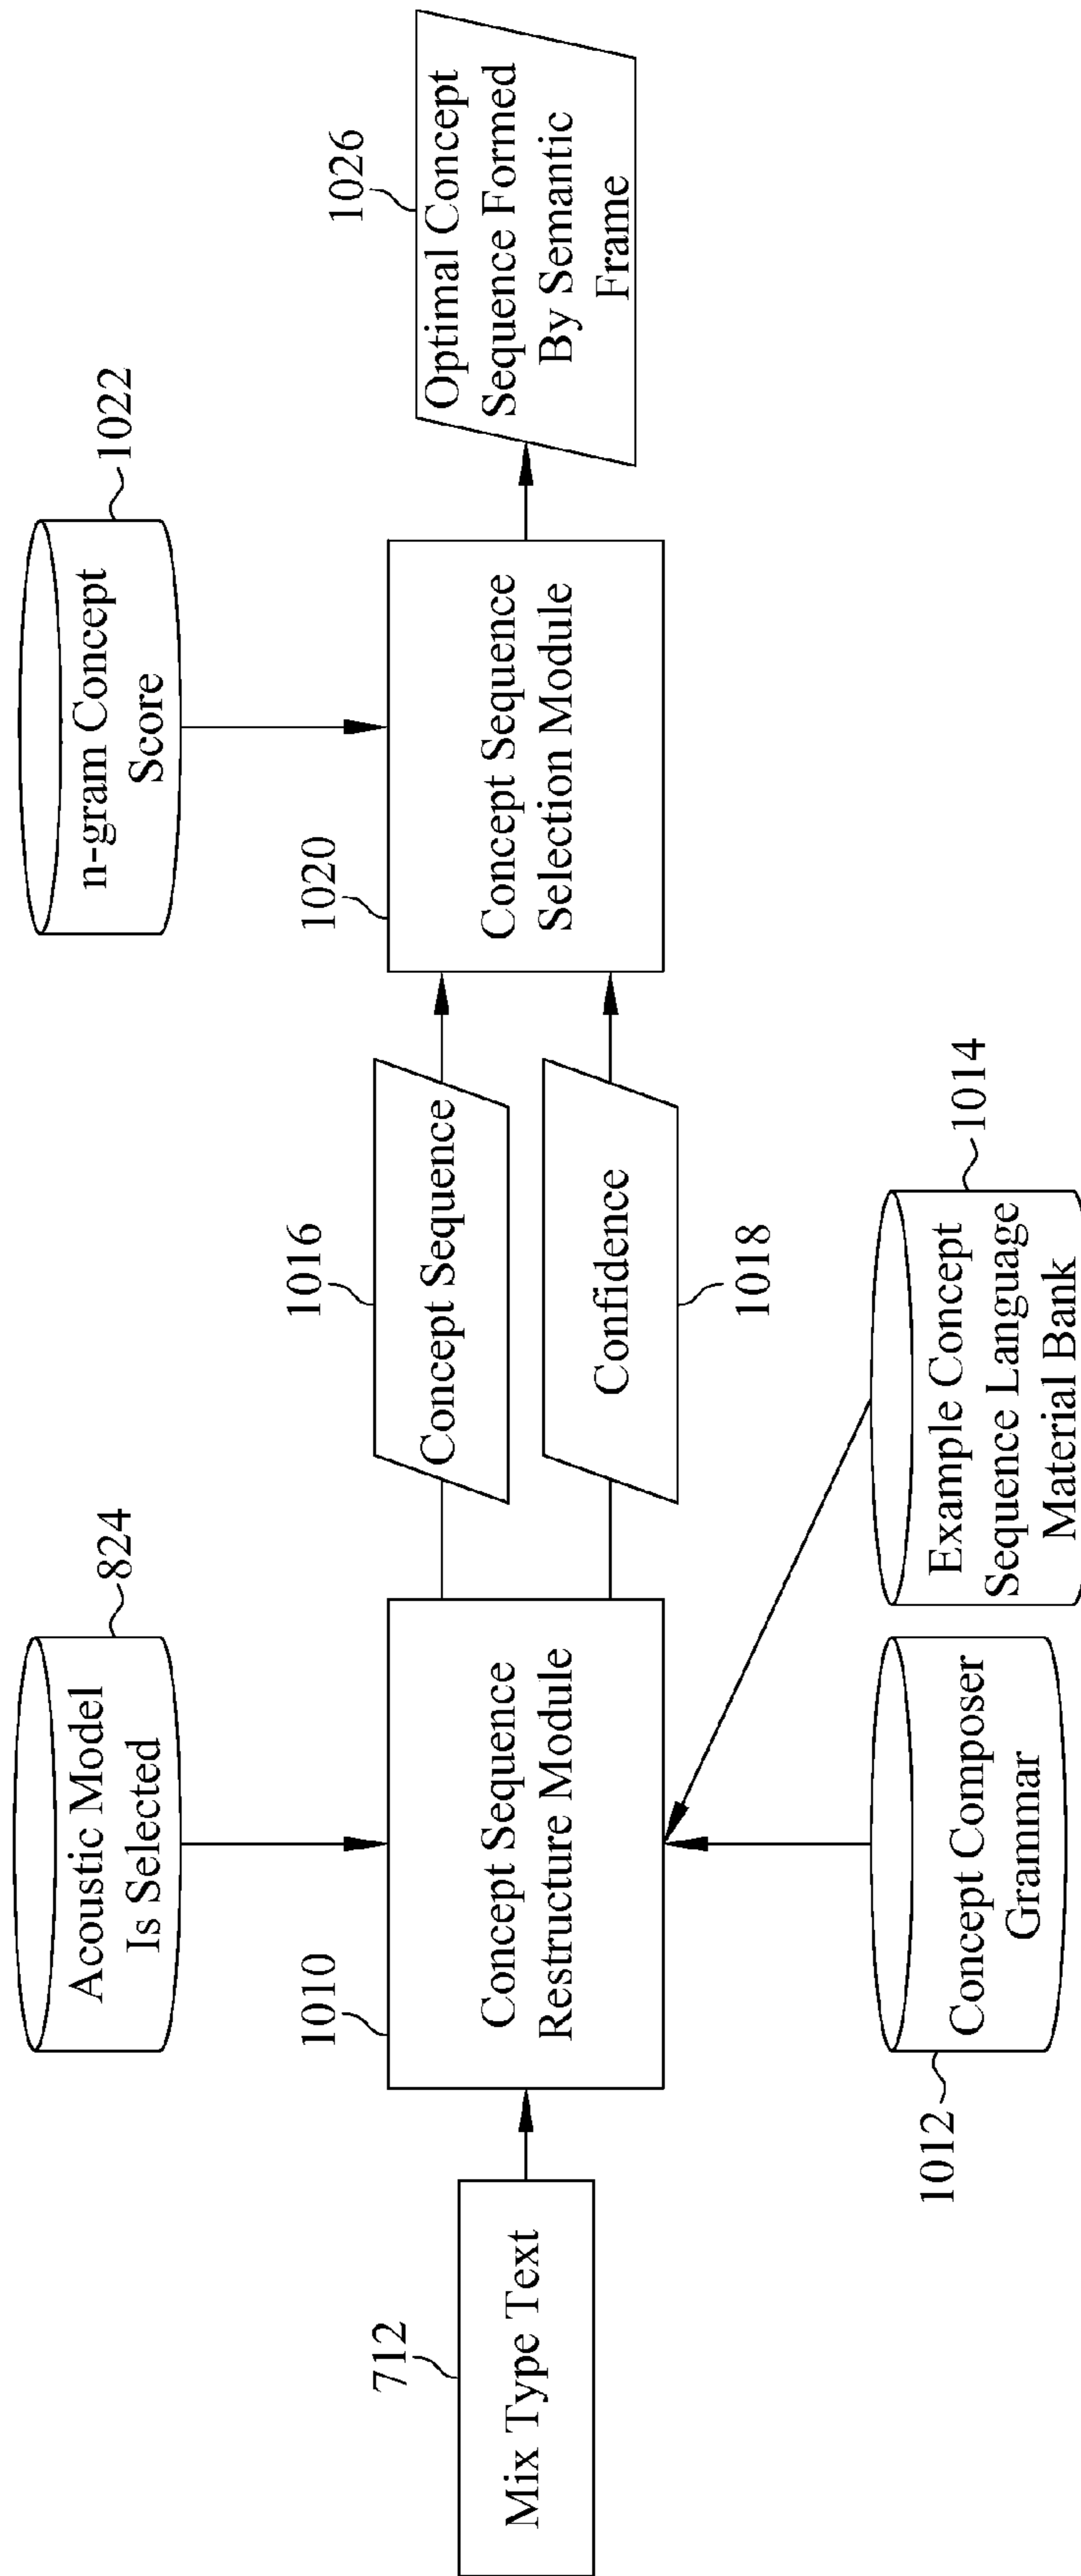 712
Mix Type Text
824
Acoustic Model
Is Selected
1010
Concept Sequence
Restructure Module
1012
Concept Composer
Grammar
1014
Example Concept
Sequence Language
Material Bank
1016
Concept Sequence
Confidence
1018
1022
n-gram Concept
Score
1020
Concept Sequence
Selection Module
1026
Optimal Concept
Sequence Formed
By Semantic
Frame